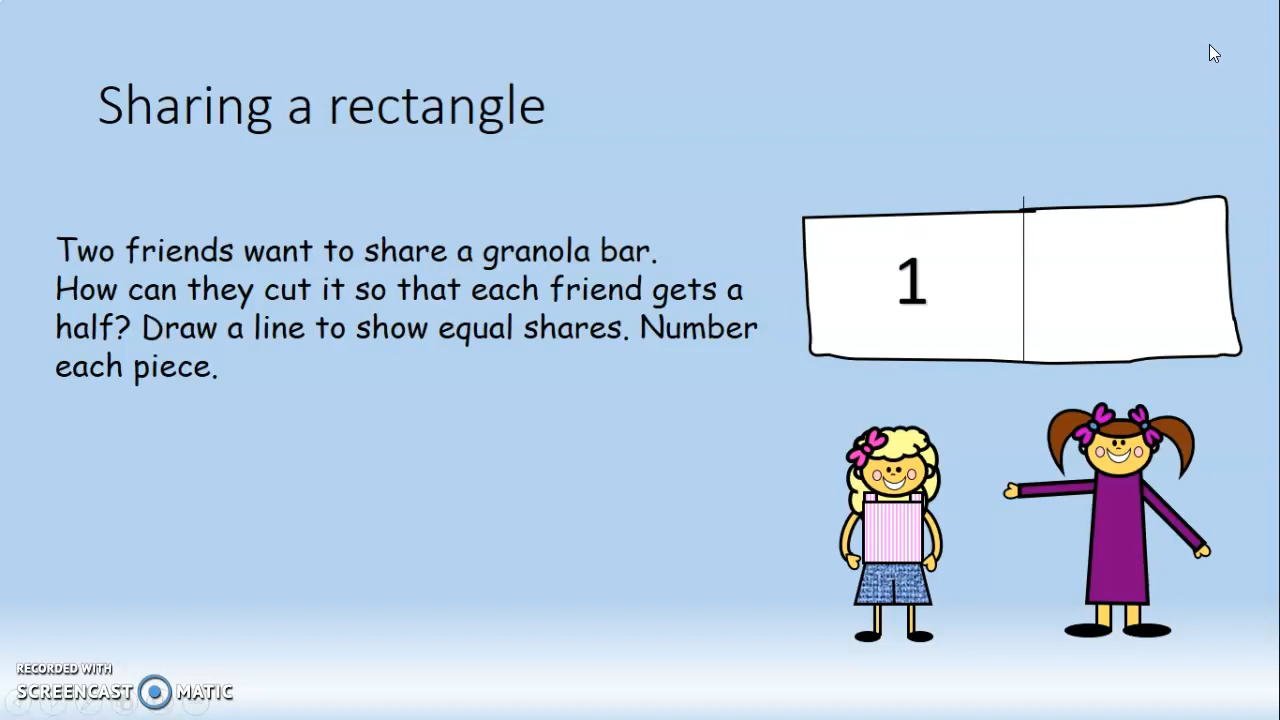 Sharing a rectangle
Two friends want to share a granola bar.
How can they cut it so that each friend gets a
half? Draw a line to show equal shares. Number
each piece.
1
RECORDED WITH
SCREENCAST MATIC